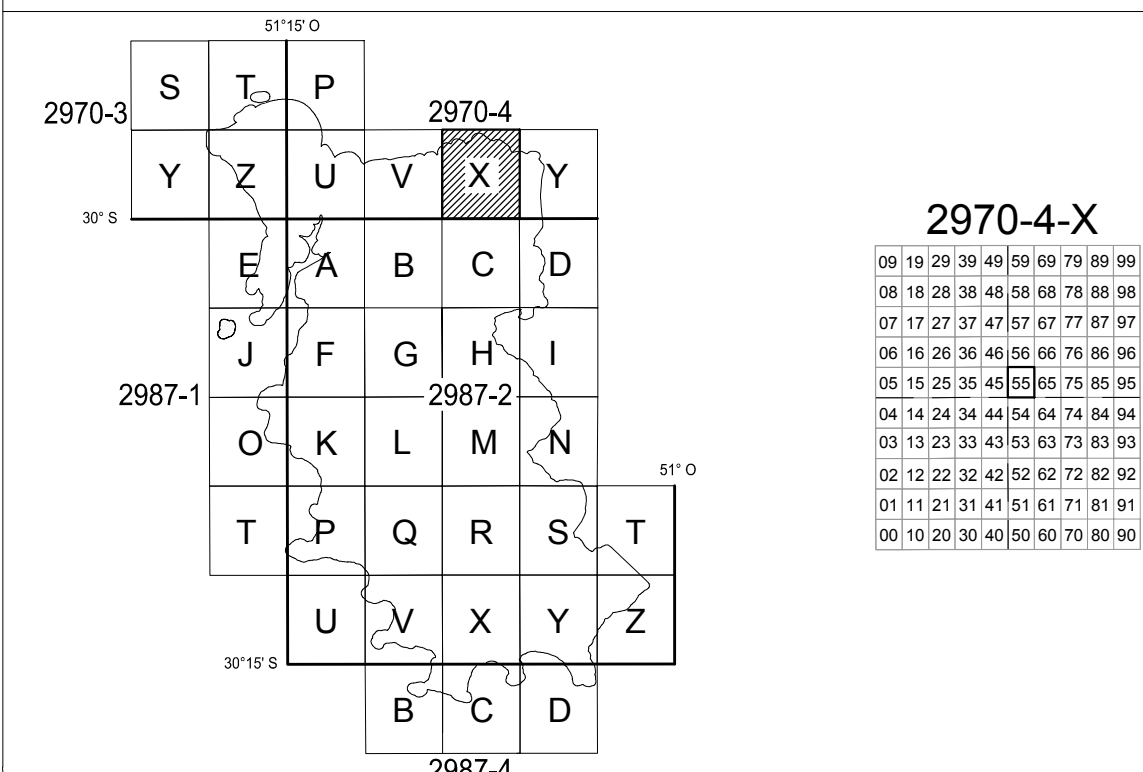 51°15' O
S T P
2970-3 2970-4
Y Z U V X Y
30° S
E A B C D
J F G H I
2987-1 2987-2
O K L M N
51° O
T P Q R S T
U V X Y Z
30°15' S
B C D
2987-4
2970-4-X
09 19 29 39 49 59 69 79 89 99
08 18 28 38 48 58 68 78 88 98
07 17 27 37 47 57 67 77 87 97
06 16 26 36 46 56 66 76 86 96
05 15 25 35 45 55 65 75 85 95
04 14 24 34 44 54 64 74 84 94
03 13 23 33 43 53 63 73 83 93
02 12 22 32 42 52 62 72 82 92
01 11 21 31 41 51 61 71 81 91
00 10 20 30 40 50 60 70 80 90